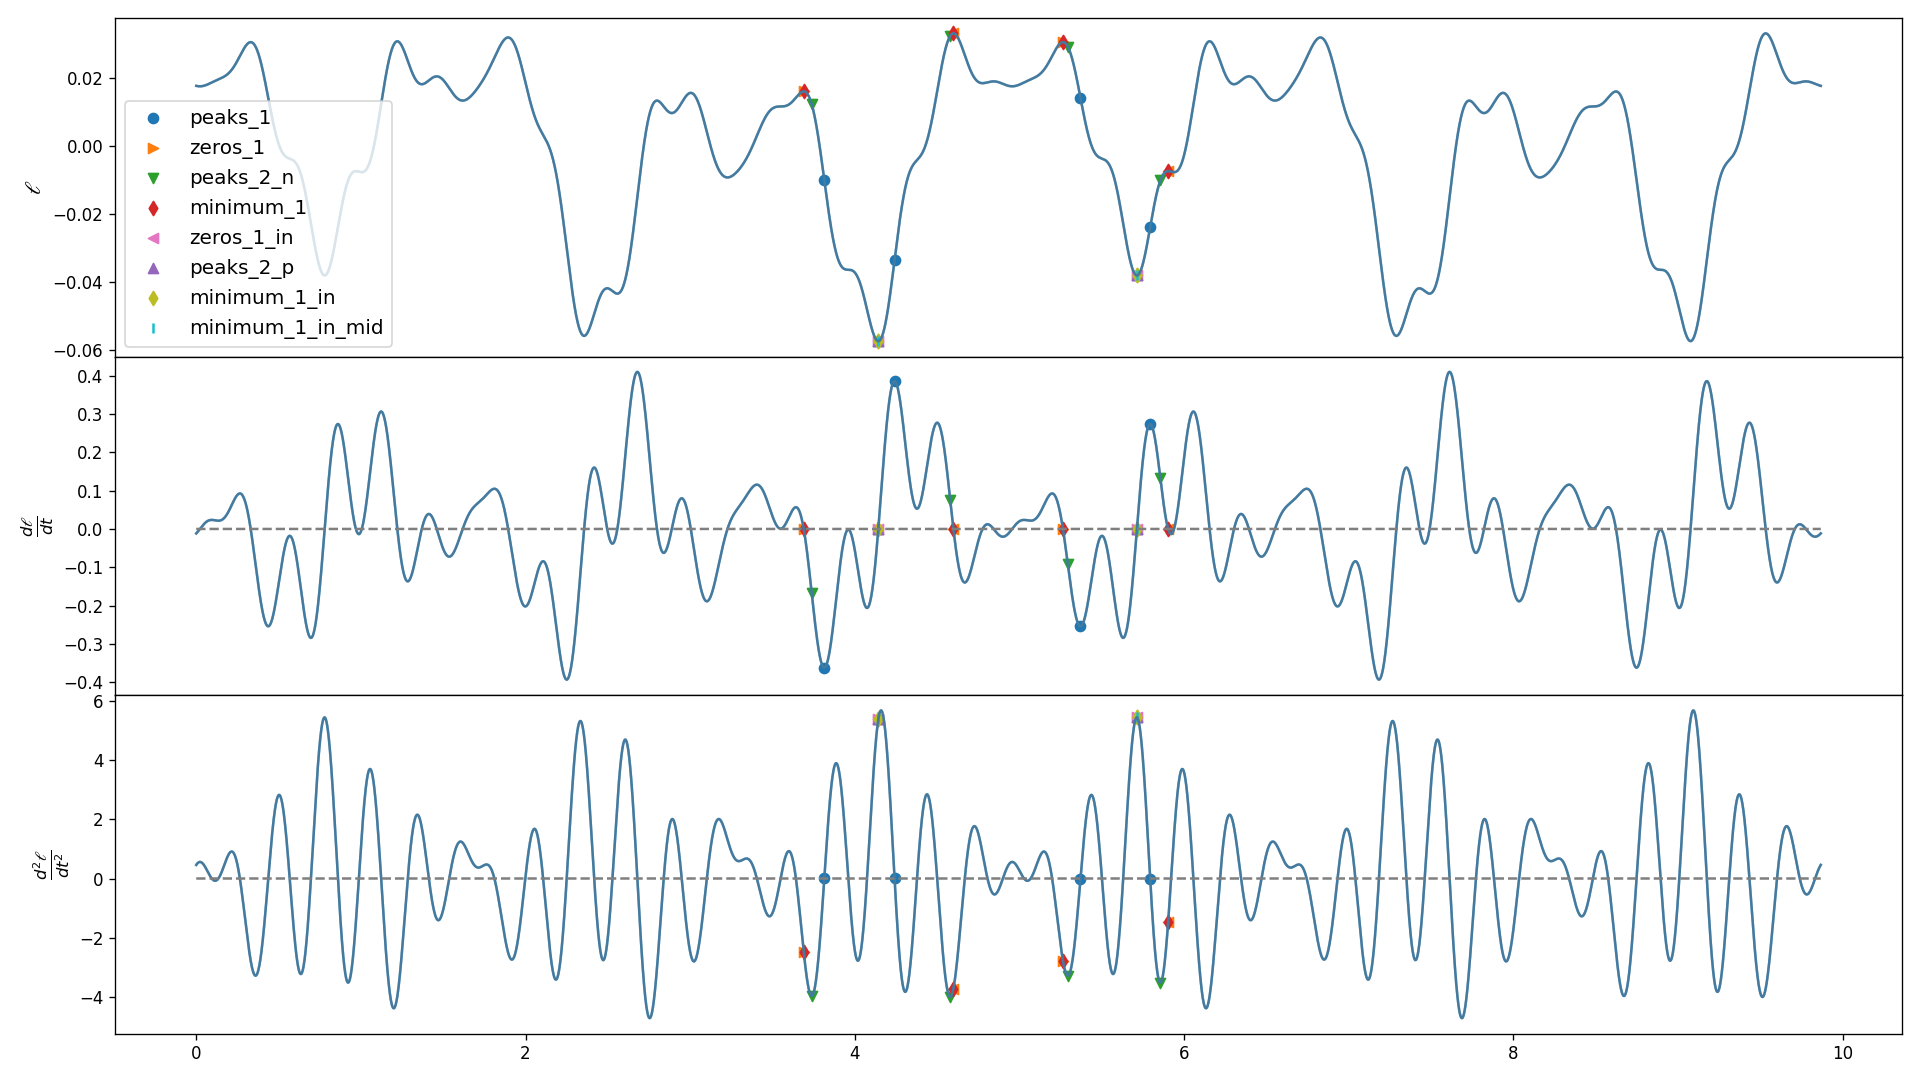 0.02
0.00
−0.02
−0.04
−0.06
ℓ
peaks_1
zeros_1
peaks_2_n
minimum_1
zeros_1_in
peaks_2_p
minimum_1_in
minimum_1_in_mid
0.4
0.3
0.2
0.1
0.0
−0.1
−0.2
−0.3
−0.4
dℓ
dt
6
4
2
0
−2
−4
d²ℓ
dt²
0 2 4 6 8 10